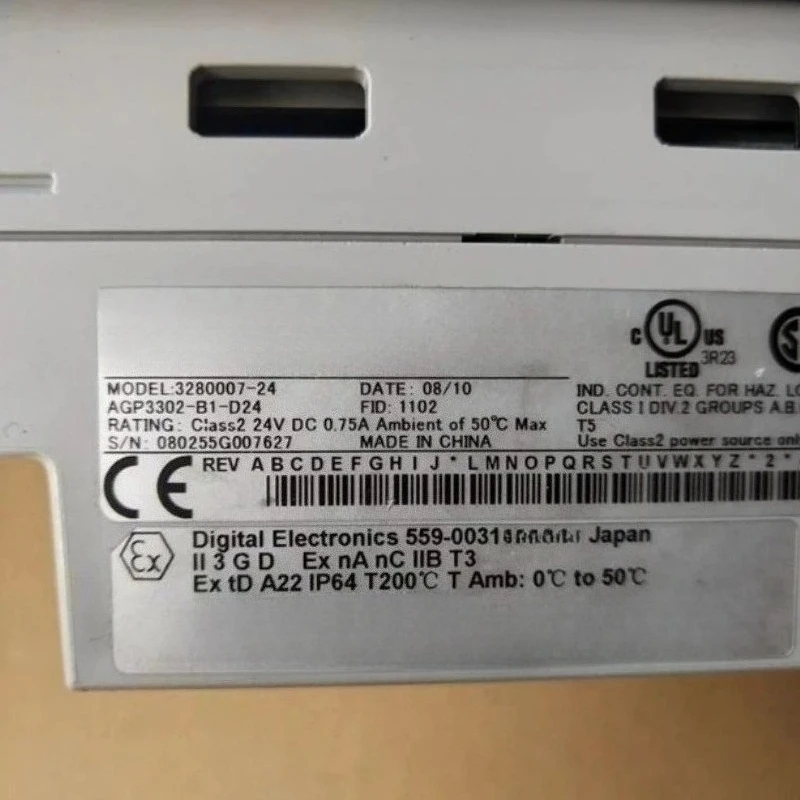 C UL US
LISTED 3R23
MODEL:3280007-24 DATE: 08/10 IND. CONT. EQ. FOR HAZ.
AGP3302-B1-D24 FID: 1102 CLASS I DIV.2 GROUPS A.B.
RATING: Class2 24V DC 0.75A Ambient of 50℃ Max T5
S/N: 080255G007627 MADE IN CHINA Use Class2 power source
CE REV A B C D E F G H I J * L M N O P Q R S T U V W X Y Z * 2 *
Ex Digital Electronics 559-0031 Japan
II 3 G D Ex nA nC IIB T3
Ex tD A22 IP64 T200℃ T Amb: 0℃ to 50℃